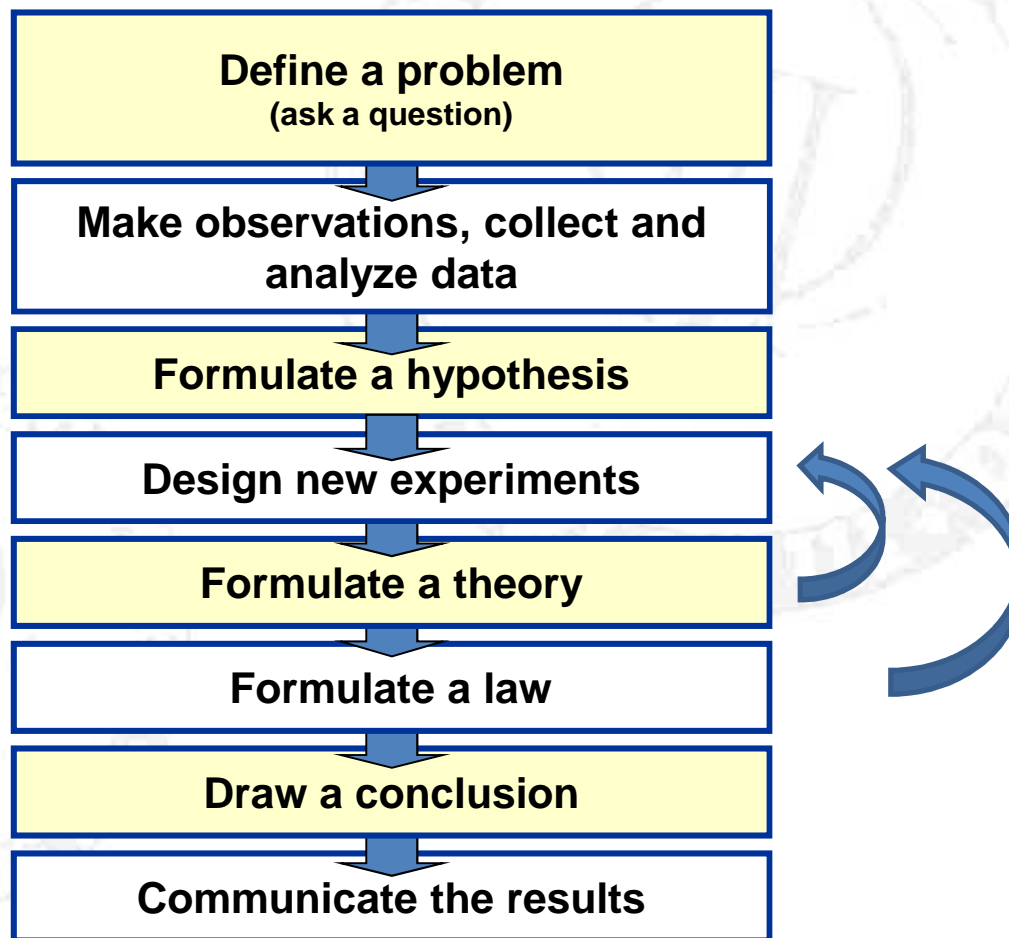 Define a problem
(ask a question)
Make observations, collect and
analyze data
Formulate a hypothesis
Design new experiments
Formulate a theory
Formulate a law
Draw a conclusion
Communicate the results